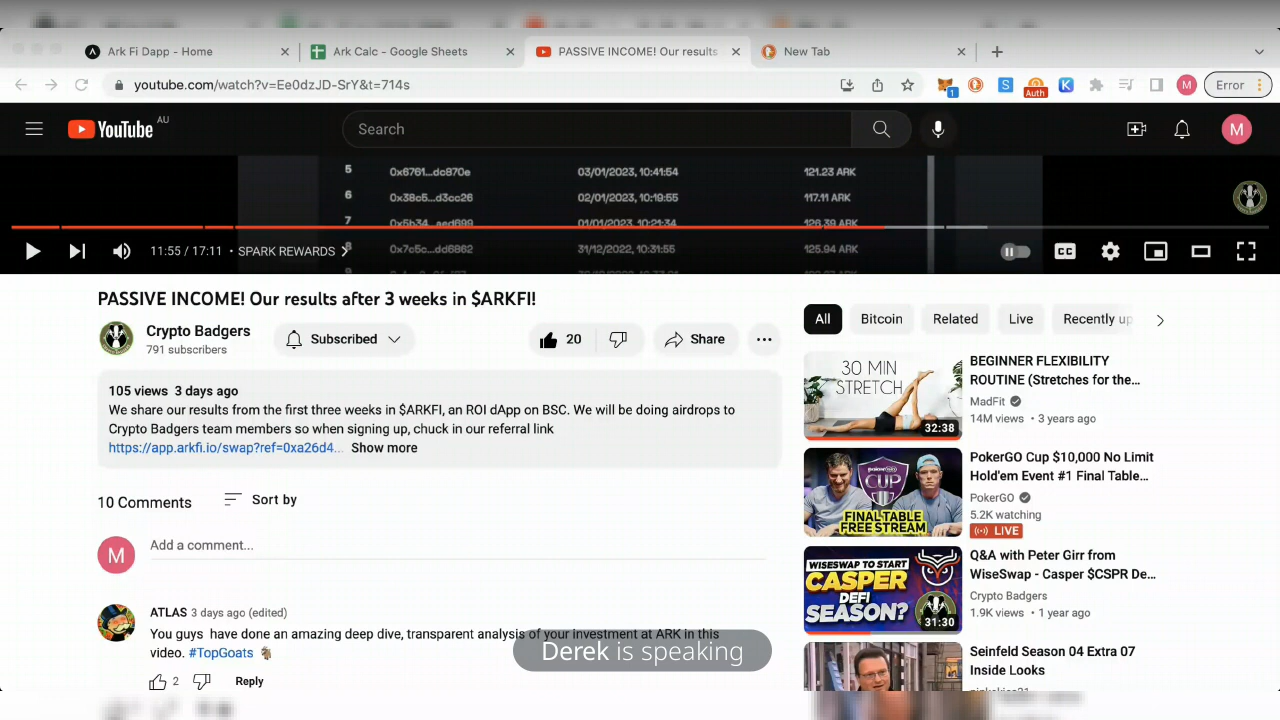 Ark Fi Dapp - Home
Ark Calc - Google Sheets
PASSIVE INCOME! Our results
New Tab
youtube.com/watch?v=Ee0dzJD-SrY&t=714s
1
S
Auth
K
M
Error
YouTube AU
Search
M
5 0x6761...dc870e 03/01/2023, 10:41:54 121.23 ARK
6 0x38c5...d3cc26 02/01/2023, 10:19:55 117.11 ARK
7 0x5b34...aed699 01/01/2023, 10:21:34 126.39 ARK
8 0x7e5c...dd6862 31/12/2022, 10:31:55 125.94 ARK
11:55 / 17:11 • SPARK REWARDS
CC
PASSIVE INCOME! Our results after 3 weeks in $ARKFI!
Crypto Badgers
791 subscribers
Subscribed
20
Share
105 views 3 days ago
We share our results from the first three weeks in $ARKFI, an ROI dApp on BSC. We will be doing airdrops to
Crypto Badgers team members so when signing up, chuck in our referral link
https://app.arkfi.io/swap?ref=0xa26d4... Show more
10 Comments
Sort by
M
Add a comment...
ATLAS 3 days ago (edited)
You guys have done an amazing deep dive, transparent analysis of your investment at ARK in this
video. #TopGoats
2
Reply
Derek is speaking
All
Bitcoin
Related
Live
Recently up
30 MIN
STRETCH
32:38
BEGINNER FLEXIBILITY
ROUTINE (Stretches for the...
MadFit
14M views • 3 years ago
POKERGO
CUP
FINAL TABLE
FREE STREAM
PokerGO Cup $10,000 No Limit
Hold'em Event #1 Final Table...
PokerGO
5.2K watching
LIVE
WISESWAP TO START
CASPER
DEFI
SEASON?
31:30
Q&A with Peter Girr from
WiseSwap - Casper $CSPR De...
Crypto Badgers
1.9K views • 1 year ago
Seinfeld Season 04 Extra 07
Inside Looks